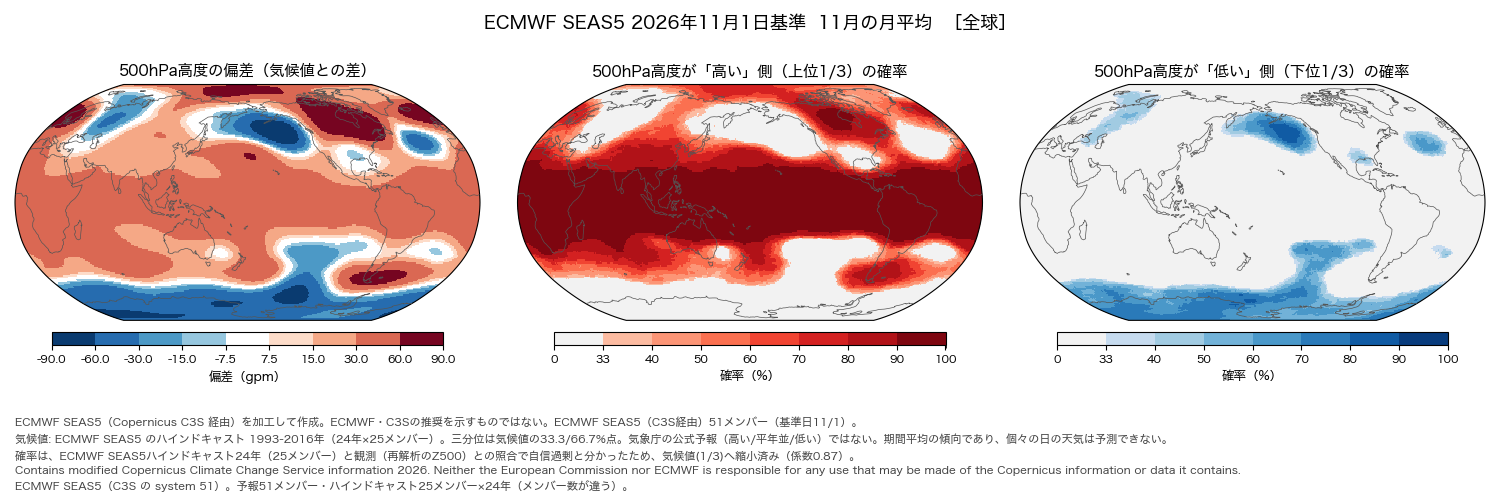 ECMWF SEAS5 2026年11月1日基準 11月の月平均 ［全球］
500hPa高度の偏差（気候値との差）
500hPa高度が「高い」側（上位1/3）の確率
500hPa高度が「低い」側（下位1/3）の確率
-90.0 -60.0 -30.0 -15.0 -7.5 7.5 15.0 30.0 60.0 90.0
偏差（gpm）
0 33 40 50 60 70 80 90 100
確率（%）
0 33 40 50 60 70 80 90 100
確率（%）
ECMWF SEAS5（Copernicus C3S 経由）を加工して作成。ECMWF・C3Sの推奨を示すものではない。ECMWF SEAS5（C3S経由）51メンバー（基準日11/1）。
気候値: ECMWF SEAS5 のハインドキャスト 1993-2016年（24年×25メンバー）。三分位は気候値の33.3/66.7%点。気象庁の公式予報（高い/平年並/低い）ではない。期間平均の傾向であり、個々の日の天気は予測できない。
確率は、ECMWF SEAS5ハインドキャスト24年（25メンバー）と観測（再解析のZ500）との照合で自信過剰と分かったため、気候値(1/3)へ縮小済み（係数0.87）。
Contains modified Copernicus Climate Change Service information 2026. Neither the European Commission nor ECMWF is responsible for any use that may be made of the Copernicus information or data it contains.
ECMWF SEAS5（C3S の system 51）。予報51メンバー・ハインドキャスト25メンバー×24年（メンバー数が違う）。